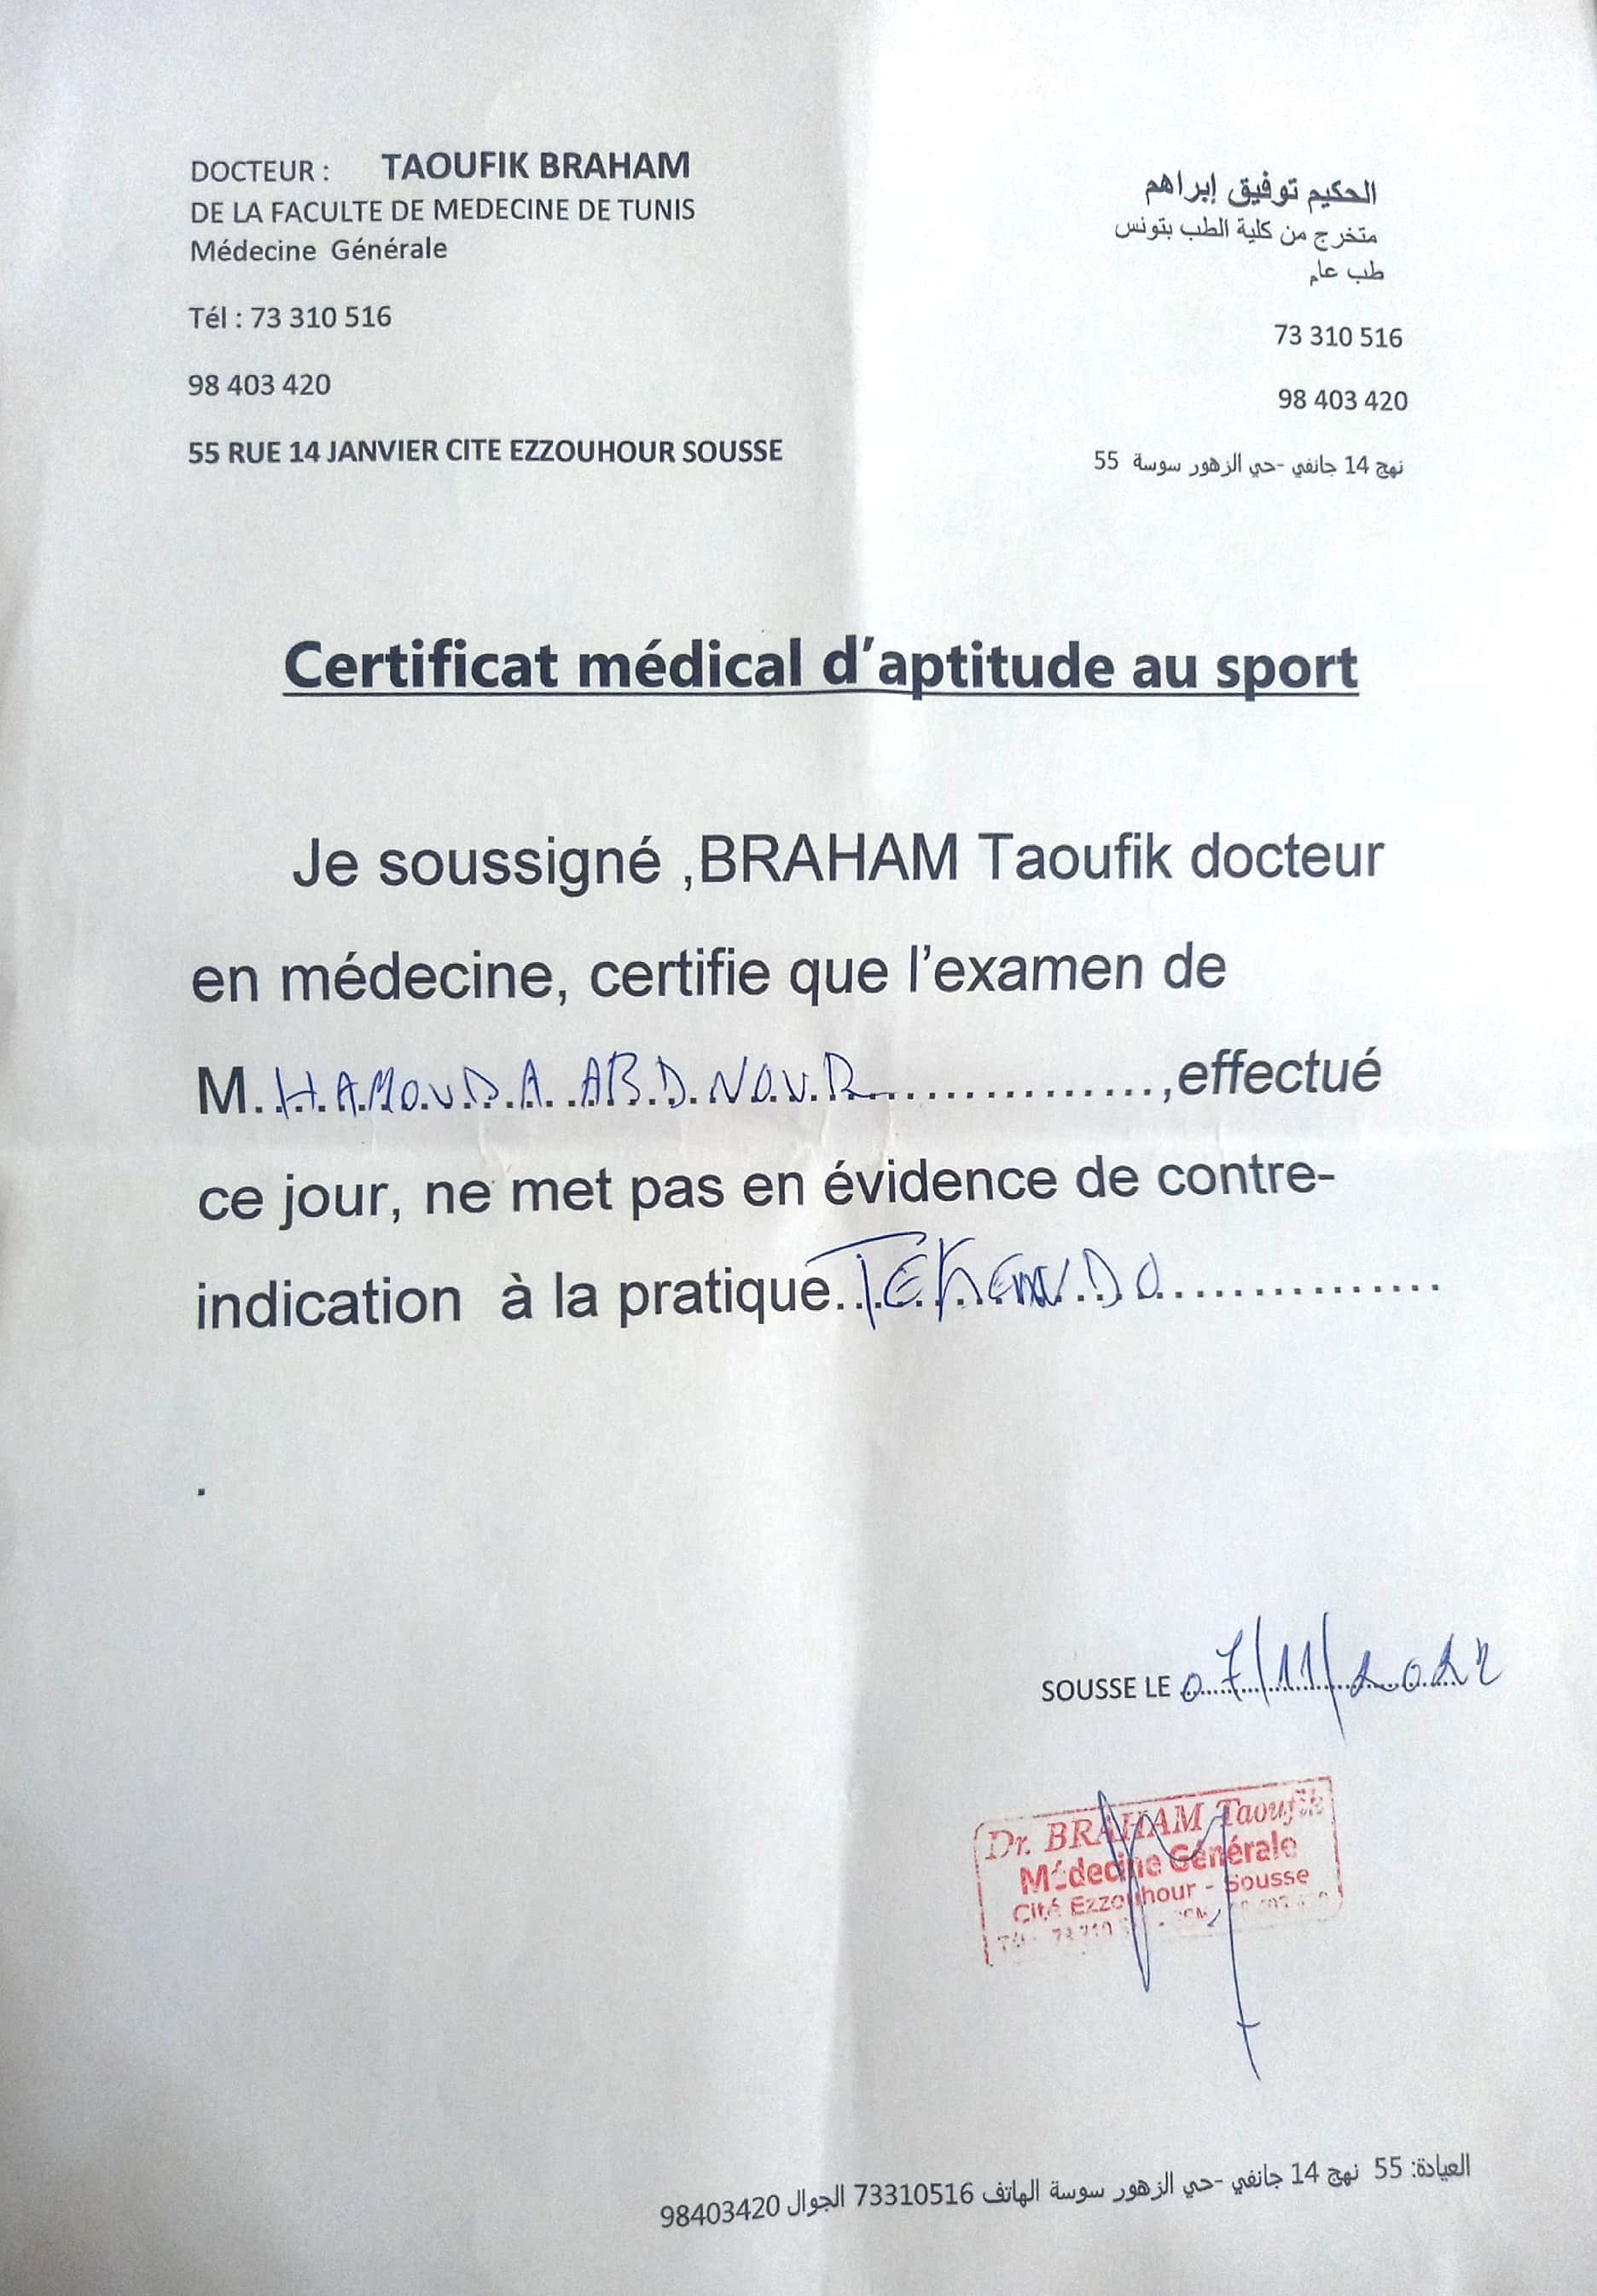 DOCTEUR : TAOUFIK BRAHAM
DE LA FACULTE DE MEDECINE DE TUNIS
Médecine Générale
Tél : 73 310 516
98 403 420
55 RUE 14 JANVIER CITE EZZOUHOUR SOUSSE
الحكيم توفيق إبراهم
متخرج من كلية الطب بتونس
طب عام
73 310 516
98 403 420
نهج 14 جانفي -حي الزهور سوسة 55
Certificat médical d'aptitude au sport
Je soussigné ,BRAHAM Taoufik docteur
en médecine, certifie que l'examen de
M. HAMOUDA ABDNOUR ...............,effectué
ce jour, ne met pas en évidence de contre-
indication à la pratique..................
.
SOUSSE LE 07/11/2022
Dr. BRAHAM Taoufik
Médecine Générale
Cité Ezzouhour - Sousse
العيادة: 55 نهج 14 جانفي -حي الزهور سوسة الهاتف 73310516 الجوال 98403420